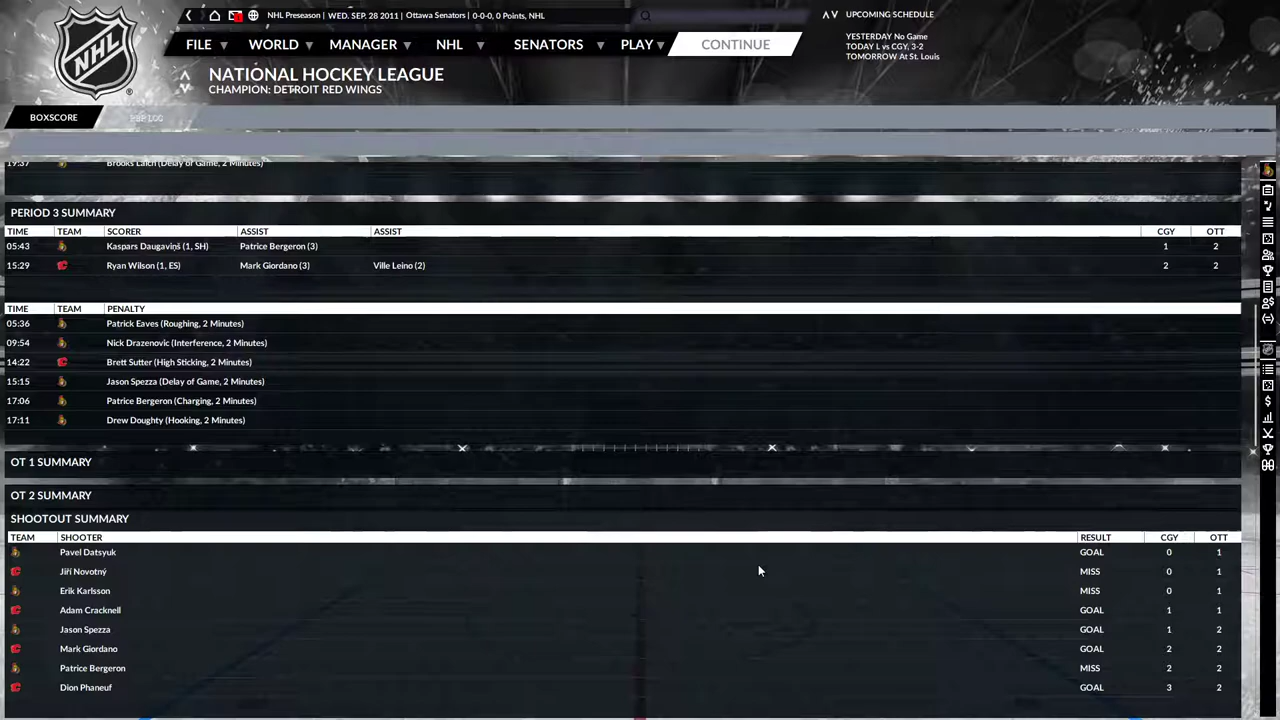 NHL Preseason | WED. SEP. 28 2011 | Ottawa Senators | 0-0-0, 0 Points, NHL
UPCOMING SCHEDULE
YESTERDAY No Game
TODAY L vs CGY, 3-2
TOMORROW At St. Louis
NHL
FILE WORLD MANAGER NHL SENATORS PLAY CONTINUE
NATIONAL HOCKEY LEAGUE
CHAMPION: DETROIT RED WINGS
BOXSCORE PBP LOG
19:37 Brooks Laich (Delay of Game, 2 Minutes)
PERIOD 3 SUMMARY
TIME TEAM SCORER ASSIST ASSIST CGY OTT
05:43 Kaspars Daugaviņš (1, SH) Patrice Bergeron (3) 1 2
15:29 Ryan Wilson (1, ES) Mark Giordano (3) Ville Leino (2) 2 2
TIME TEAM PENALTY
05:36 Patrick Eaves (Roughing, 2 Minutes)
09:54 Nick Drazenovic (Interference, 2 Minutes)
14:22 Brett Sutter (High Sticking, 2 Minutes)
15:15 Jason Spezza (Delay of Game, 2 Minutes)
17:06 Patrice Bergeron (Charging, 2 Minutes)
17:11 Drew Doughty (Hooking, 2 Minutes)
OT 1 SUMMARY
OT 2 SUMMARY
SHOOTOUT SUMMARY
TEAM SHOOTER RESULT CGY OTT
Pavel Datsyuk GOAL 0 1
Jiří Novotný MISS 0 1
Erik Karlsson MISS 0 1
Adam Cracknell GOAL 1 1
Jason Spezza GOAL 1 2
Mark Giordano GOAL 2 2
Patrice Bergeron MISS 2 2
Dion Phaneuf GOAL 3 2